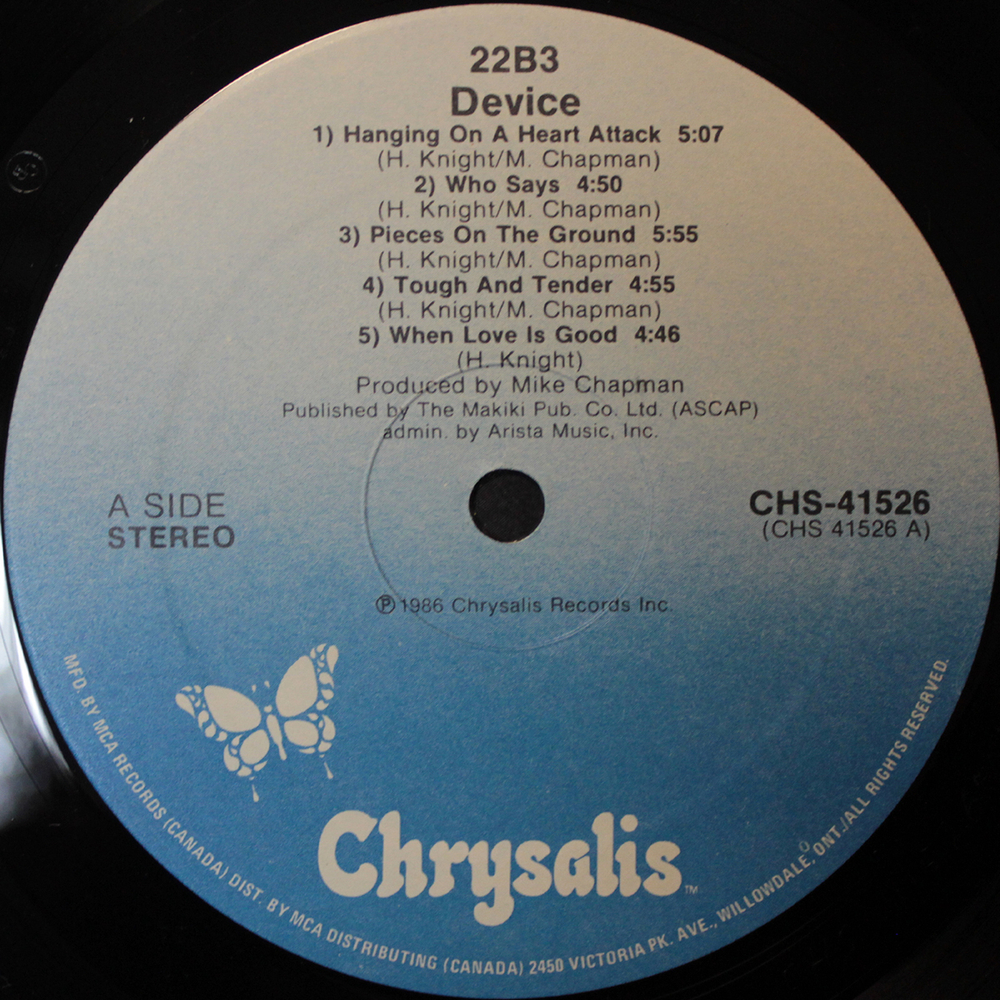 22B3
Device
1) Hanging On A Heart Attack 5:07
(H. Knight/M. Chapman)
2) Who Says 4:50
(H. Knight/M. Chapman)
3) Pieces On The Ground 5:55
(H. Knight/M. Chapman)
4) Tough And Tender 4:55
(H. Knight/M. Chapman)
5) When Love Is Good 4:46
(H. Knight)
Produced by Mike Chapman
Published by The Makiki Pub. Co. Ltd. (ASCAP)
admin. by Arista Music, Inc.
A SIDE
STEREO
CHS-41526
(CHS 41526 A)
℗ 1986 Chrysalis Records Inc.
Chrysalis™
MFD. BY MCA RECORDS (CANADA) DIST. BY MCA DISTRIBUTING (CANADA) 2450 VICTORIA PK. AVE., WILLOWDALE, ONT./ALL RIGHTS RESERVED.